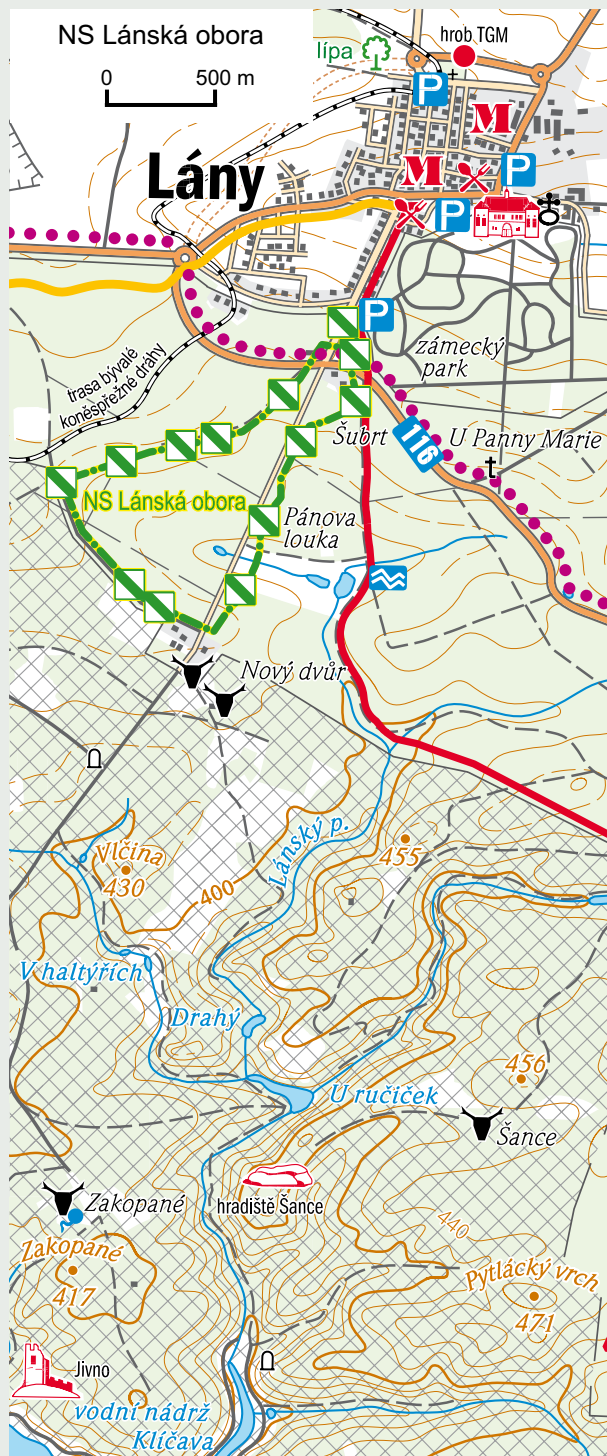 NS Lánská obora
0 500 m
lípa
hrob TGM
P
M
Lány
M
P
P
P
zámecký
park
trasa bývalé
koněspřežné dráhy
Šubrt
116
U Panny Marie
NS Lánská obora
Pánova
louka
Nový dvůr
Vlčina
430
400
Lánský p.
455
V haltýřích
Drahý
U ručiček
456
Šance
Zakopané
hradiště Šance
440
Zakopané
417
Pytlácký vrch
471
Jivno
vodní nádrž
Klíčava